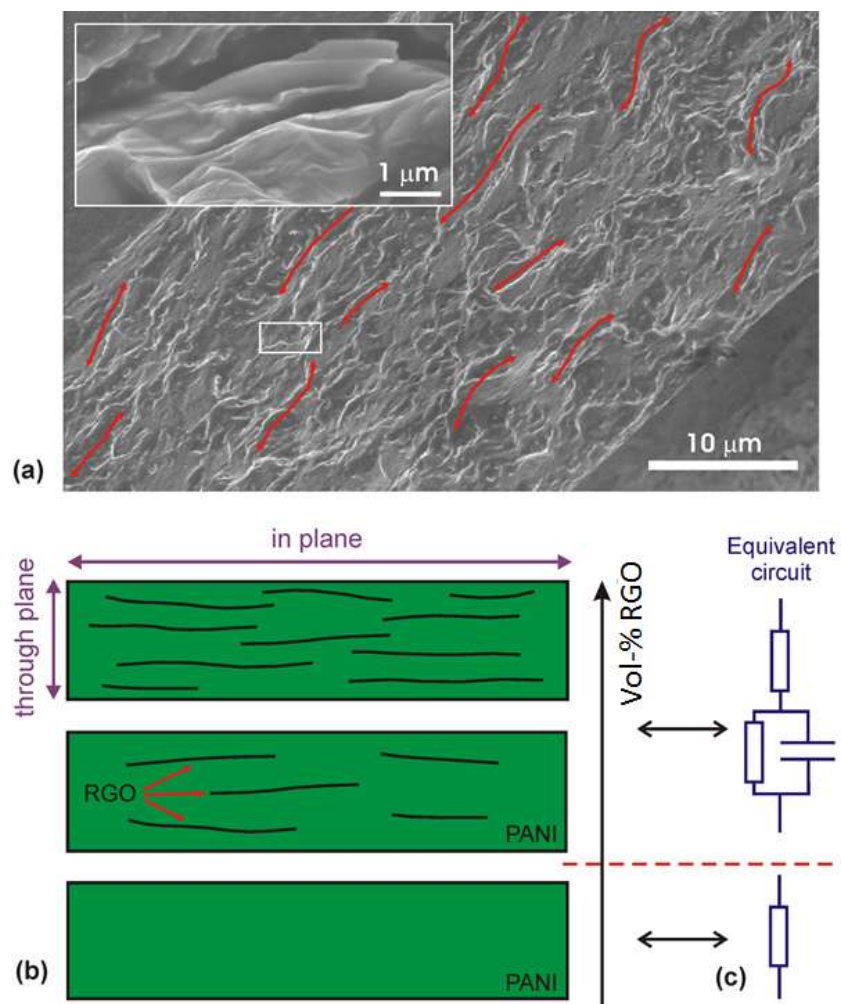 1 μm
10 μm
(a)
in plane
through plane
Vol-% RGO
Equivalent
circuit
RGO
PANI
PANI
(b)
(c)